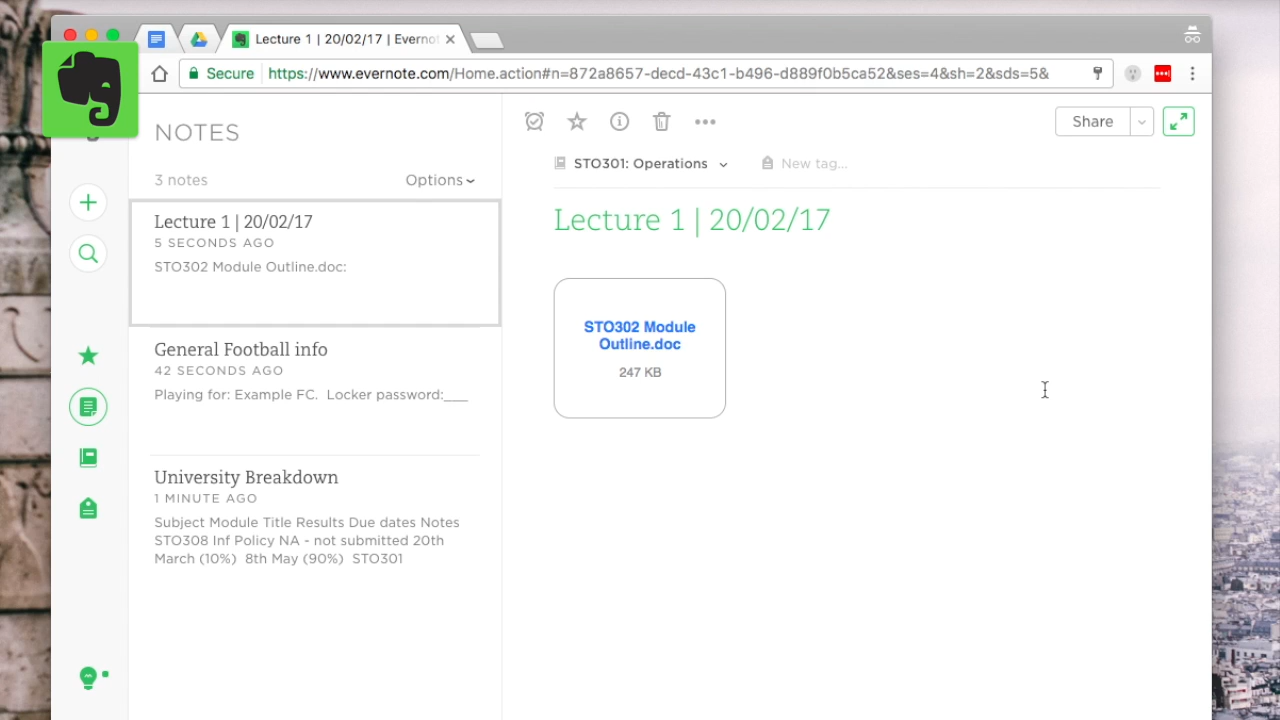 Lecture 1 | 20/02/17 | Everno
Secure
https://www.evernote.com/Home.action#n=872a8657-decd-43c1-b496-d889f0b5ca52&ses=4&sh=2&sds=5&
NOTES
3 notes
Options
Lecture 1 | 20/02/17
5 SECONDS AGO
STO302 Module Outline.doc:
General Football info
42 SECONDS AGO
Playing for: Example FC.  Locker password:___
University Breakdown
1 MINUTE AGO
Subject Module Title Results Due dates Notes
STO308 Inf Policy NA - not submitted 20th
March (10%)  8th May (90%)  STO301
Share
STO301: Operations
New tag...
Lecture 1 | 20/02/17
STO302 Module
Outline.doc
247 KB